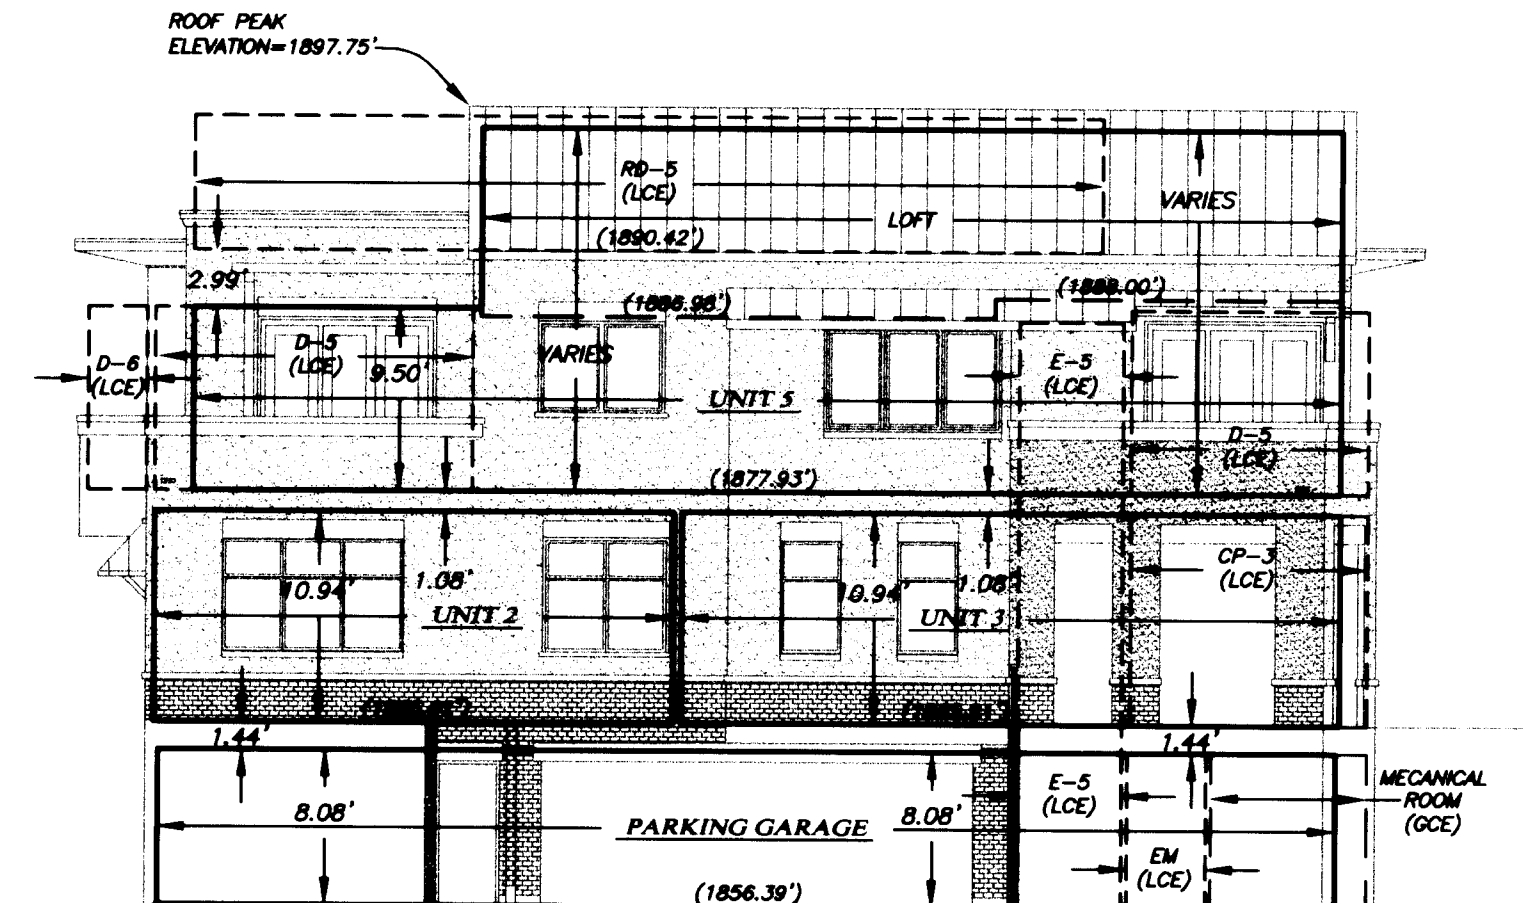 ROOF PEAK
ELEVATION=1897.75'
RD-5
(LCE)
VARIES
LOFT
(1890.42')
2.99'
(1886.98')
(1888.00')
D-6
(LCE)
D-5
(LCE)
9.50'
VARIES
E-5
(LCE)
UNIT 5
D-5
(LCE)
(1877.93')
10.94'
1.08'
UNIT 2
10.94'
1.08'
UNIT 3
CP-3
(LCE)
1.44'
1.44'
8.08'
PARKING GARAGE
8.08'
E-5
(LCE)
MECANICAL
ROOM
(GCE)
EM
(LCE)
(1856.39')